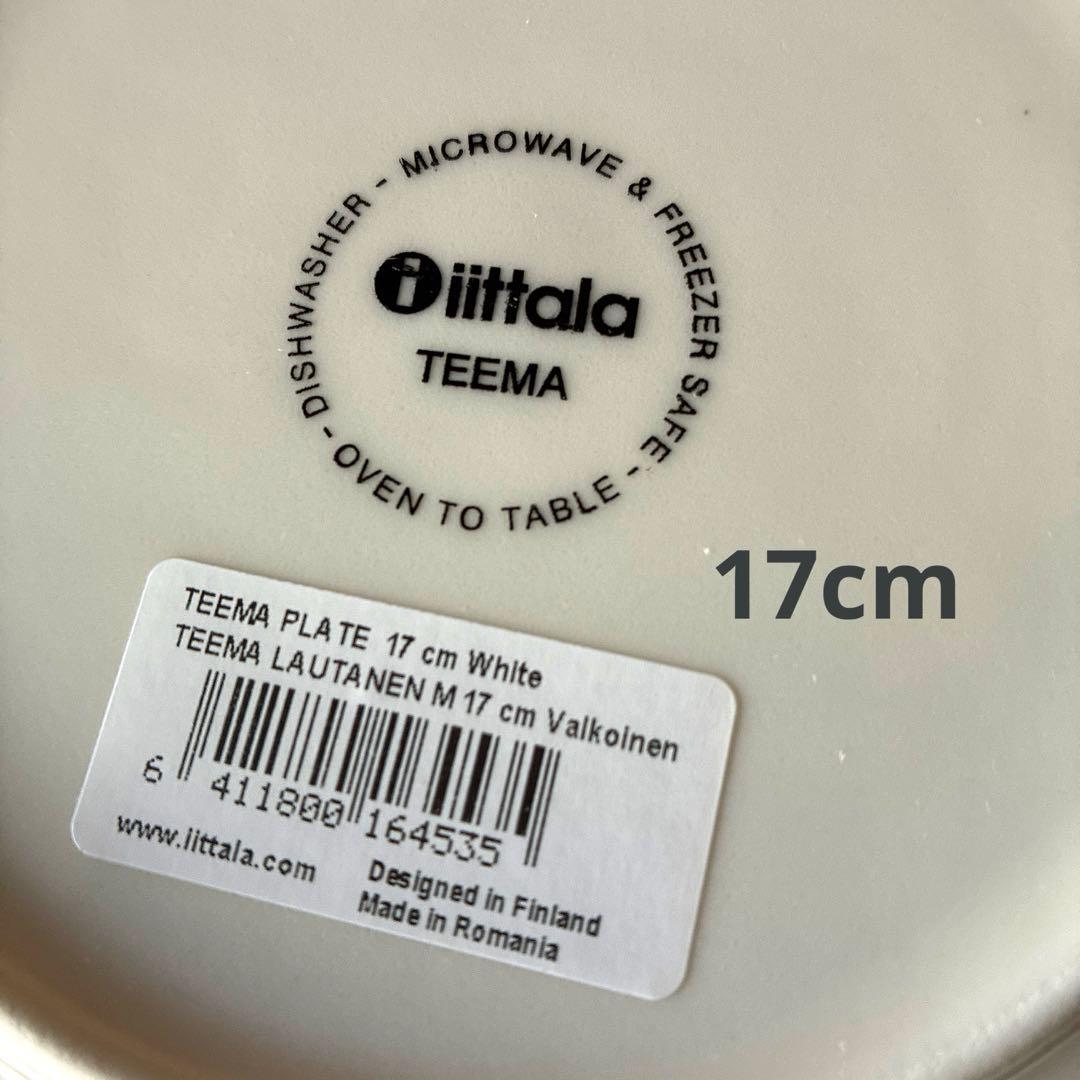 DISHWASHER - MICROWAVE & FREEZER SAFE - OVEN TO TABLE -
iittala
TEEMA
17cm
TEEMA PLATE 17 cm White
TEEMA LAUTANEN M 17 cm Valkoinen
6 411800 164535
www.iittala.com
Designed in Finland
Made in Romania